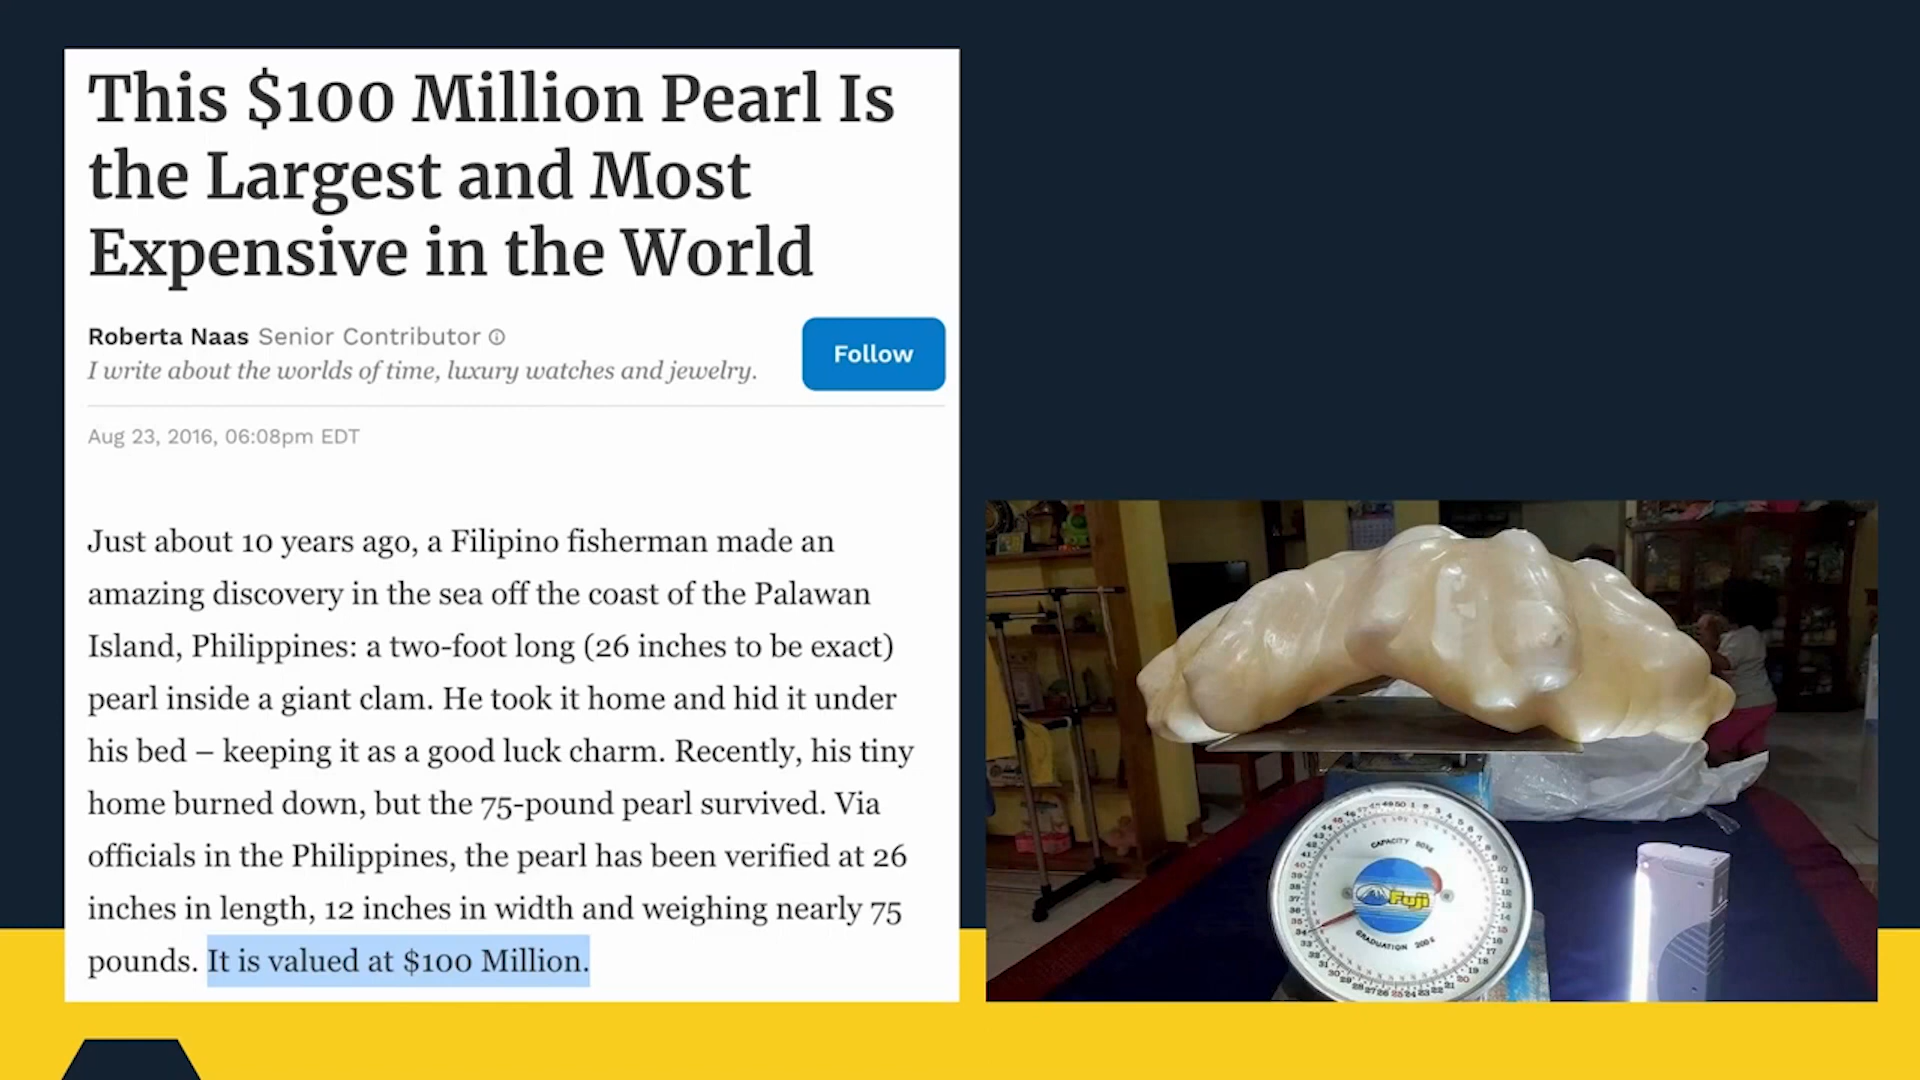 This $100 Million Pearl Is
the Largest and Most
Expensive in the World
Roberta Naas Senior Contributor
I write about the worlds of time, luxury watches and jewelry.
Follow
Aug 23, 2016, 06:08pm EDT
Just about 10 years ago, a Filipino fisherman made an
amazing discovery in the sea off the coast of the Palawan
Island, Philippines: a two-foot long (26 inches to be exact)
pearl inside a giant clam. He took it home and hid it under
his bed – keeping it as a good luck charm. Recently, his tiny
home burned down, but the 75-pound pearl survived. Via
officials in the Philippines, the pearl has been verified at 26
inches in length, 12 inches in width and weighing nearly 75
pounds. It is valued at $100 Million.
CAPACITY 50KG
Fuji
GRADUATION 200g